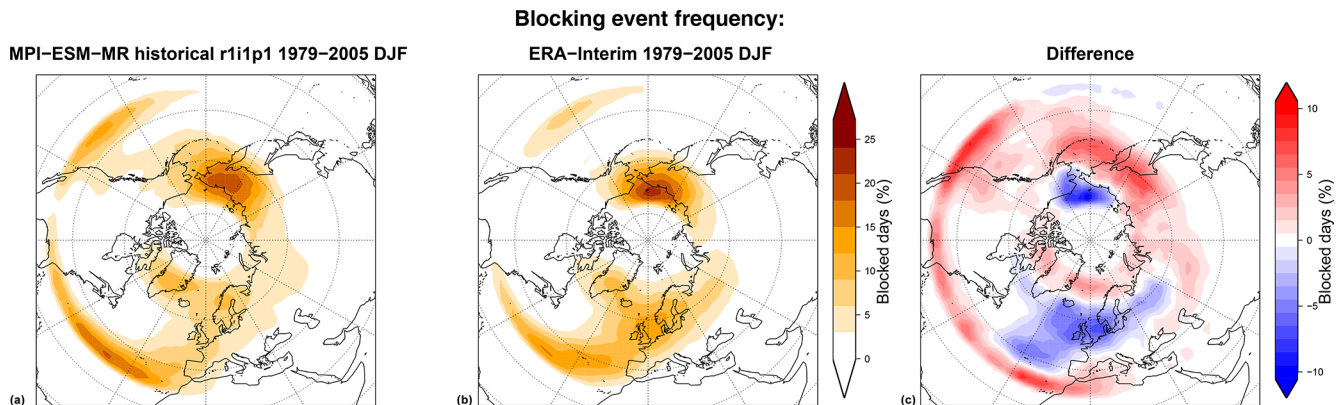 Blocking event frequency:
MPI−ESM−MR historical r1i1p1 1979−2005 DJF
ERA−Interim 1979−2005 DJF
Difference
25
20
15
10
5
0
Blocked days (%)
10
5
0
−5
−10
Blocked days (%)
(a)
(b)
(c)